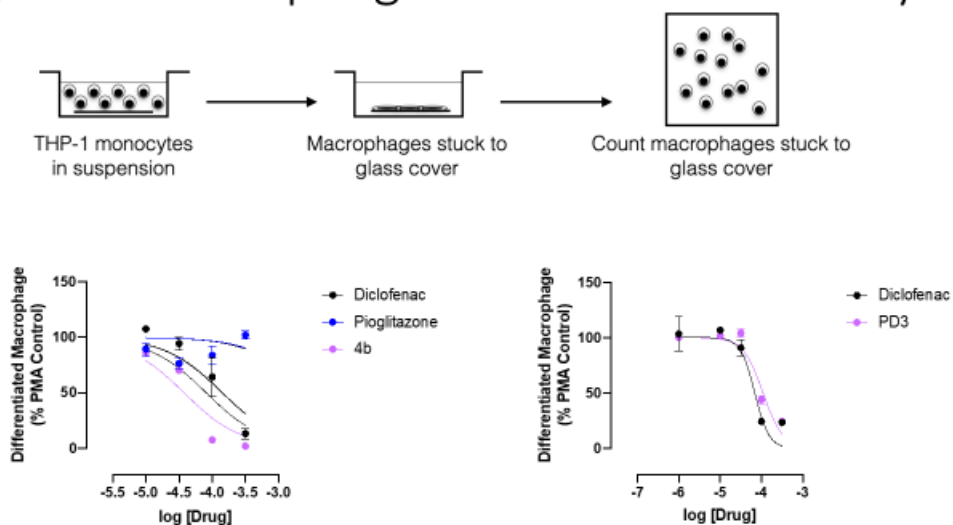 THP-1 monocytes
in suspension
Macrophages stuck to
glass cover
Count macrophages stuck to
glass cover
Differentiated Macrophage
(% PMA Control)
150
100
50
0
-5.5 -5.0 -4.5 -4.0 -3.5 -3.0
log [Drug]
Diclofenac
Pioglitazone
4b
Differentiated Macrophage
(% PMA Control)
150
100
50
0
-7 -6 -5 -4 -3
log [Drug]
Diclofenac
PD3